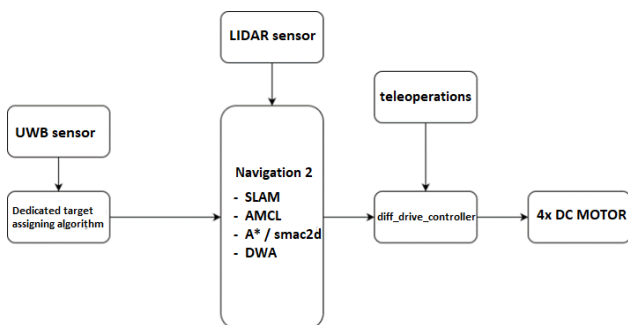 LIDAR sensor
teleoperations
UWB sensor
Navigation 2
- SLAM
- AMCL
- A* / smac2d
- DWA
Dedicated target
assigning algorithm
diff_drive_controller
4x DC MOTOR